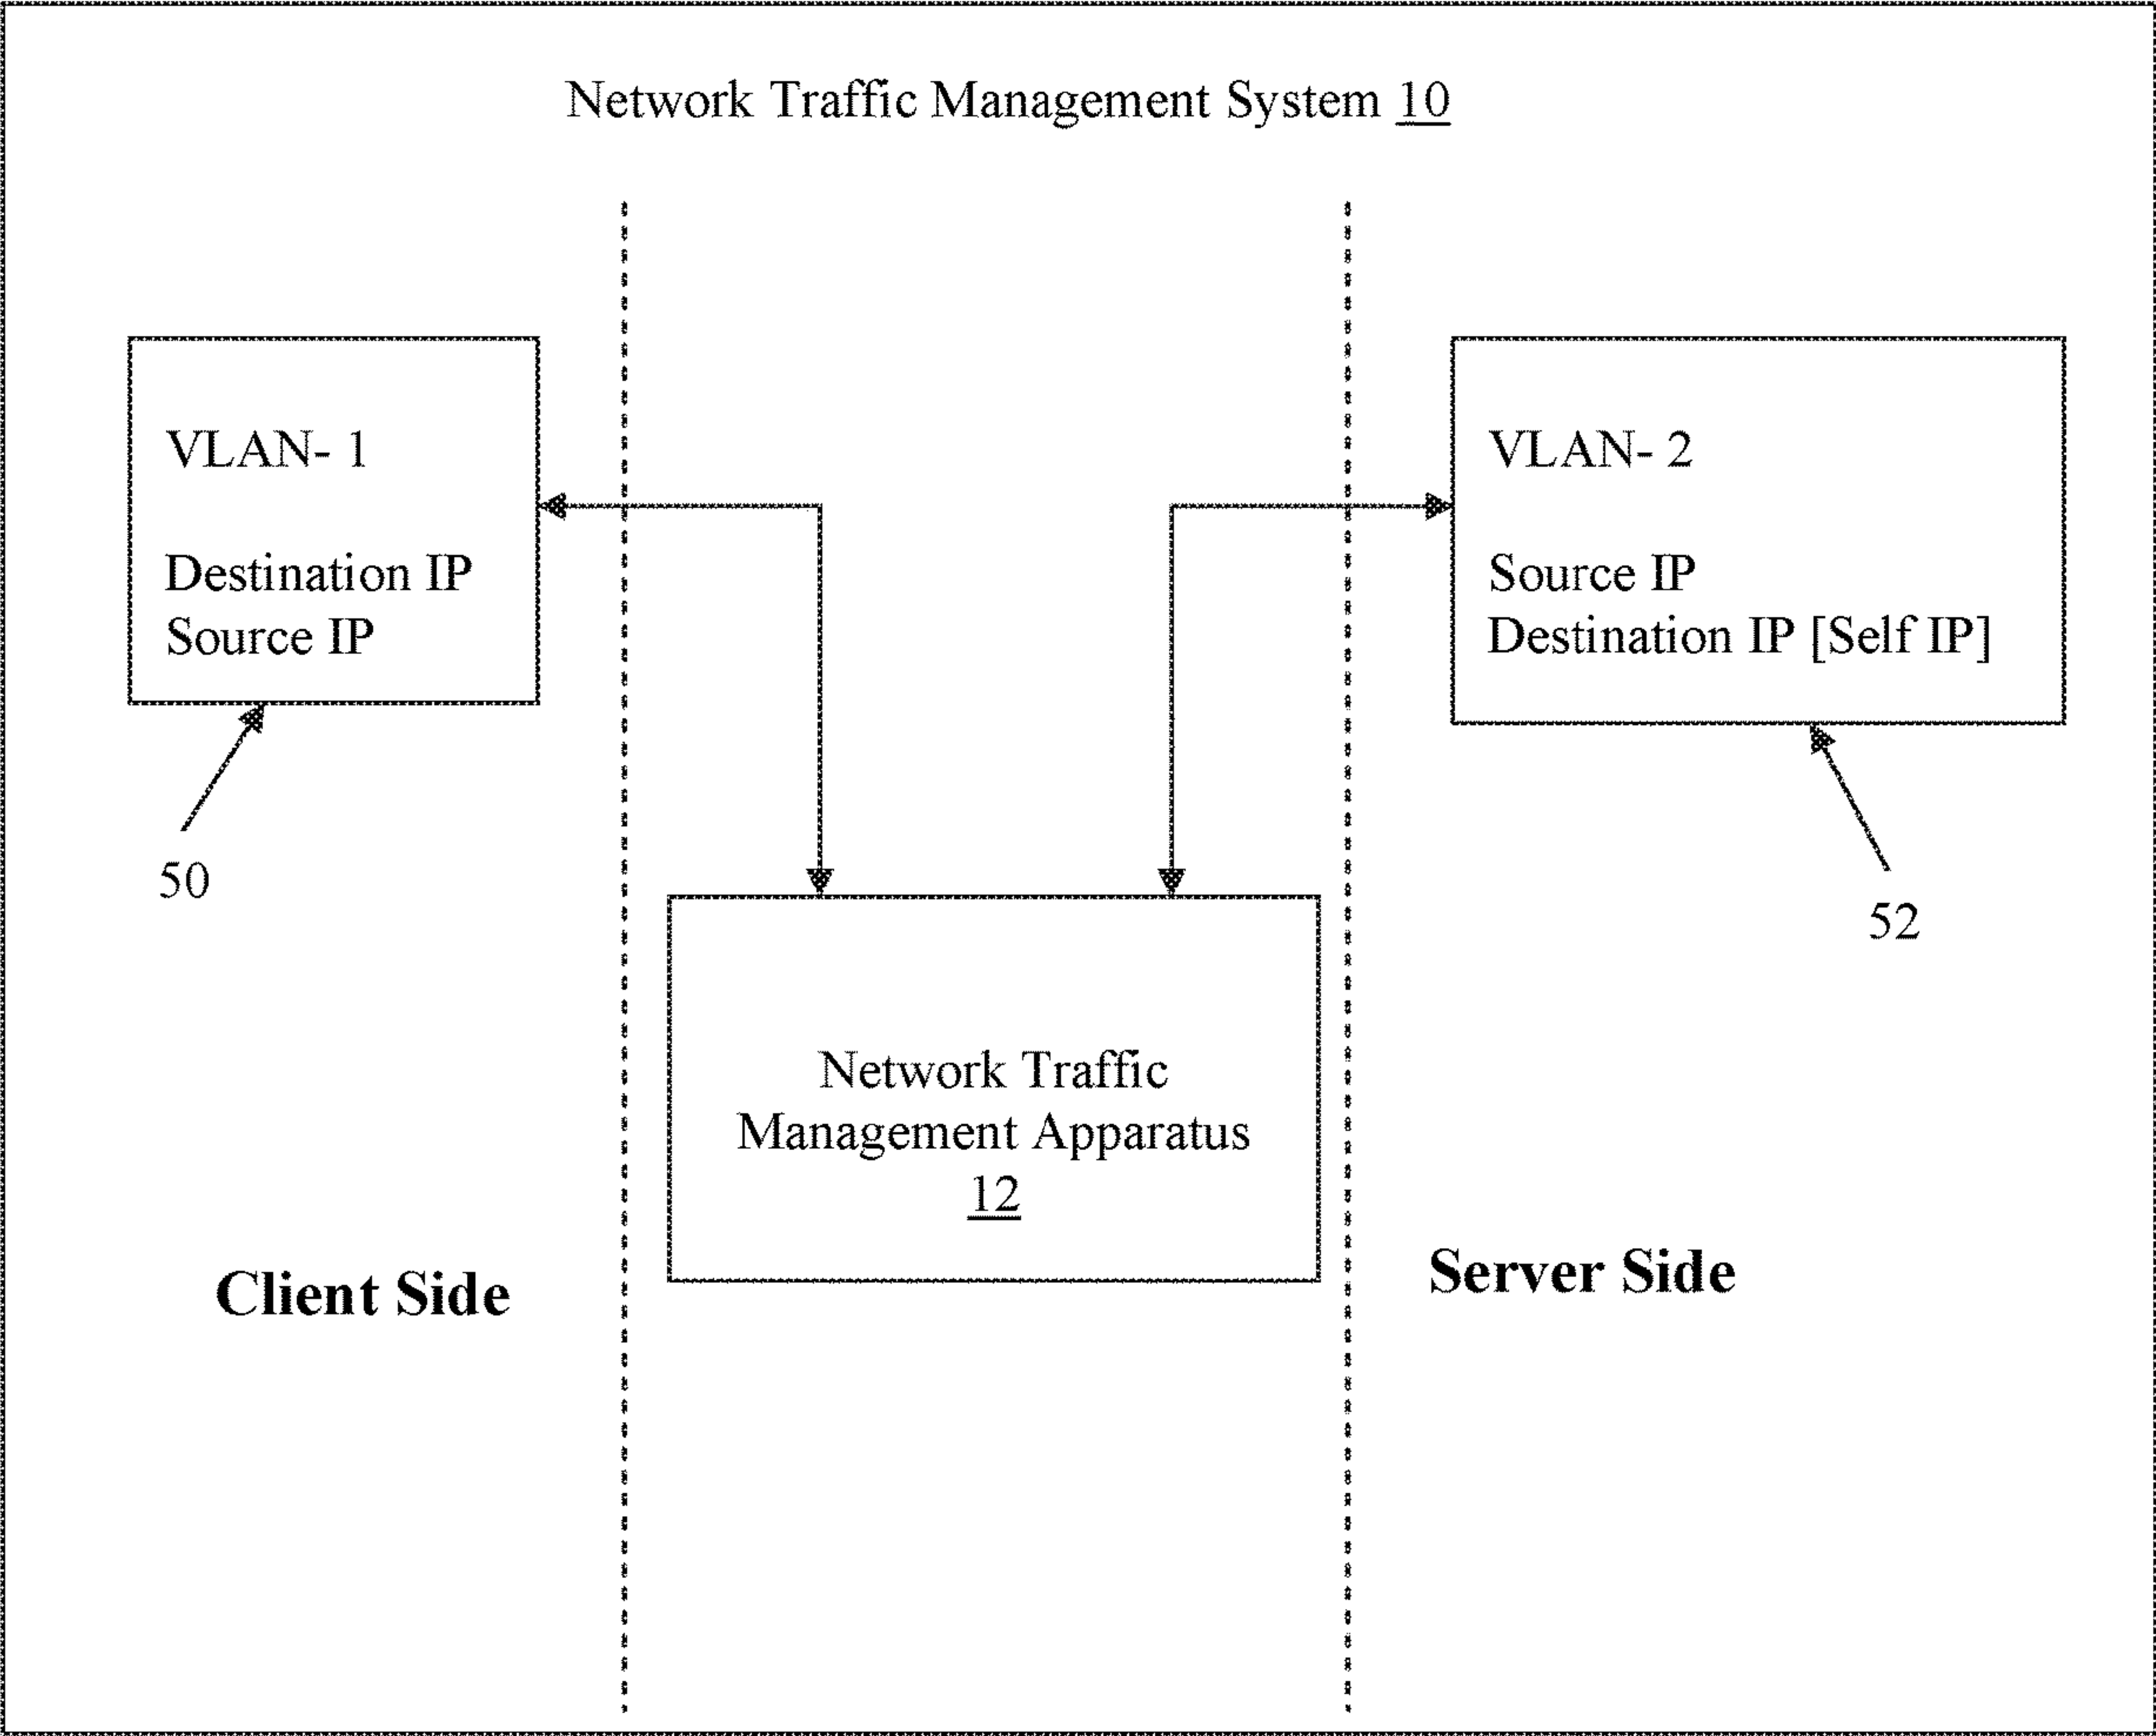 Network Traffic Management System 10
VLAN- 1
Destination IP
Source IP
50
VLAN- 2
Source IP
Destination IP [Self IP]
52
Network Traffic
Management Apparatus
12
Client Side
Server Side